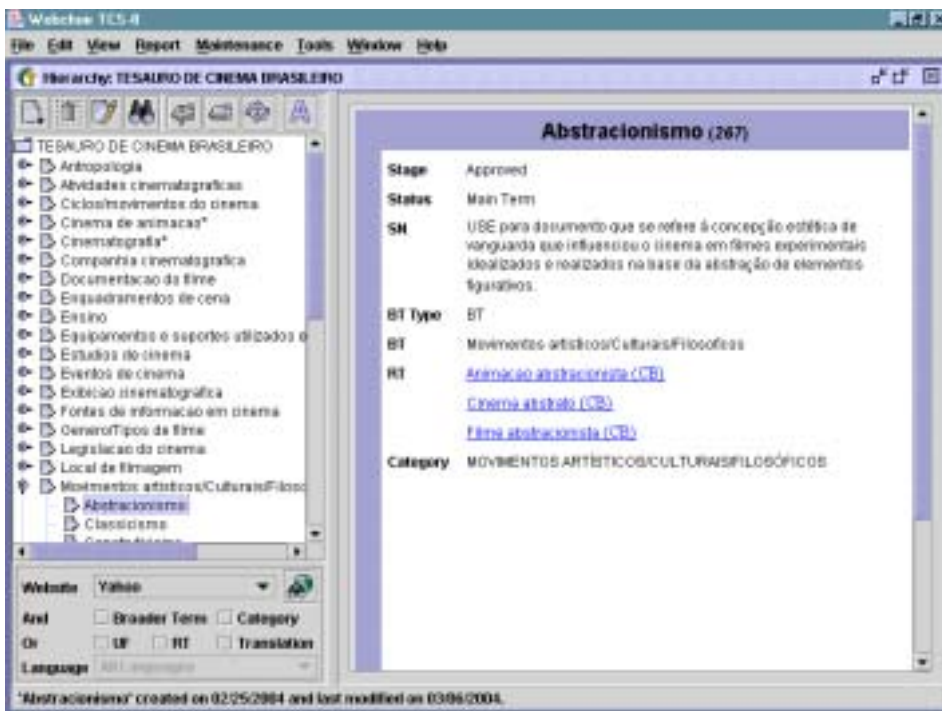 Webchoir TCS-8
File Edit View Report Maintenance Tools Window Help
Hierarchy: TESAURO DE CINEMA BRASILEIRO
TESAURO DE CINEMA BRASILEIRO
Antropologia
Atividades cinematograficas
Ciclos/movimentos do cinema
Cinema de animacao*
Cinematografia*
Companhia cinematografica
Documentacao do filme
Enquadramentos de cena
Ensino
Equipamentos e suportes utilizados e
Estudios de cinema
Eventos de cinema
Exibicao cinematografica
Fontes de informacao em cinema
Genero/Tipos de filme
Legislacao do cinema
Local de filmagem
Movimentos artisticos/Culturais/Filosc
Abstracionismo
Classicismo
Website Yahoo
And Broader Term Category
Or UF RT Translation
Language All Languages
Abstracionismo (267)
Stage Approved
Status Main Term
SN USE para documento que se refere á concepção estética de
vanguarda que influenciou o cinema em filmes experimentais
idealizados e realizados na base da abstração de elementos
figurativos.
BT Type BT
BT Movimentos artisticos/Culturais/Filosoficos
RT Animacao abstracionista (CB)
Cinema abstrato (CB)
Filme abstracionista (CB)
Category MOVIMENTOS ARTÍSTICOS/CULTURAIS/FILOSÓFICOS
"Abstracionismo" created on 02/25/2004 and last modified on 03/06/2004.